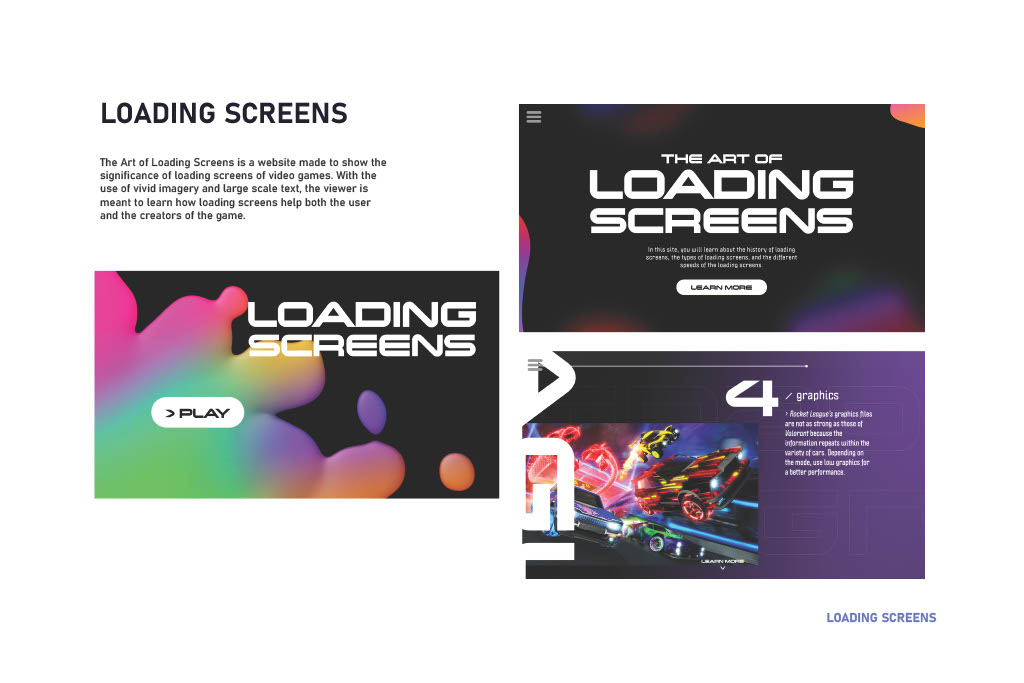 LOADING SCREENS
The Art of Loading Screens is a website made to show the
significance of loading screens of video games. With the
use of vivid imagery and large scale text, the viewer is
meant to learn how loading screens help both the user
and the creators of the game.
LOADING
SCREENS
> PLAY
THE ART OF
LOADING
SCREENS
In this site, you will learn about the history of loading
screens, the types of loading screens, and the different
speeds of the loading screens.
LEARN MORE
4 / graphics
> Rocket League's graphics files
are not as strong as those of
Valorant because the
information repeats within the
variety of cars. Depending on
the mode, use low graphics for
a better performance.
LEARN MORE
LOADING SCREENS